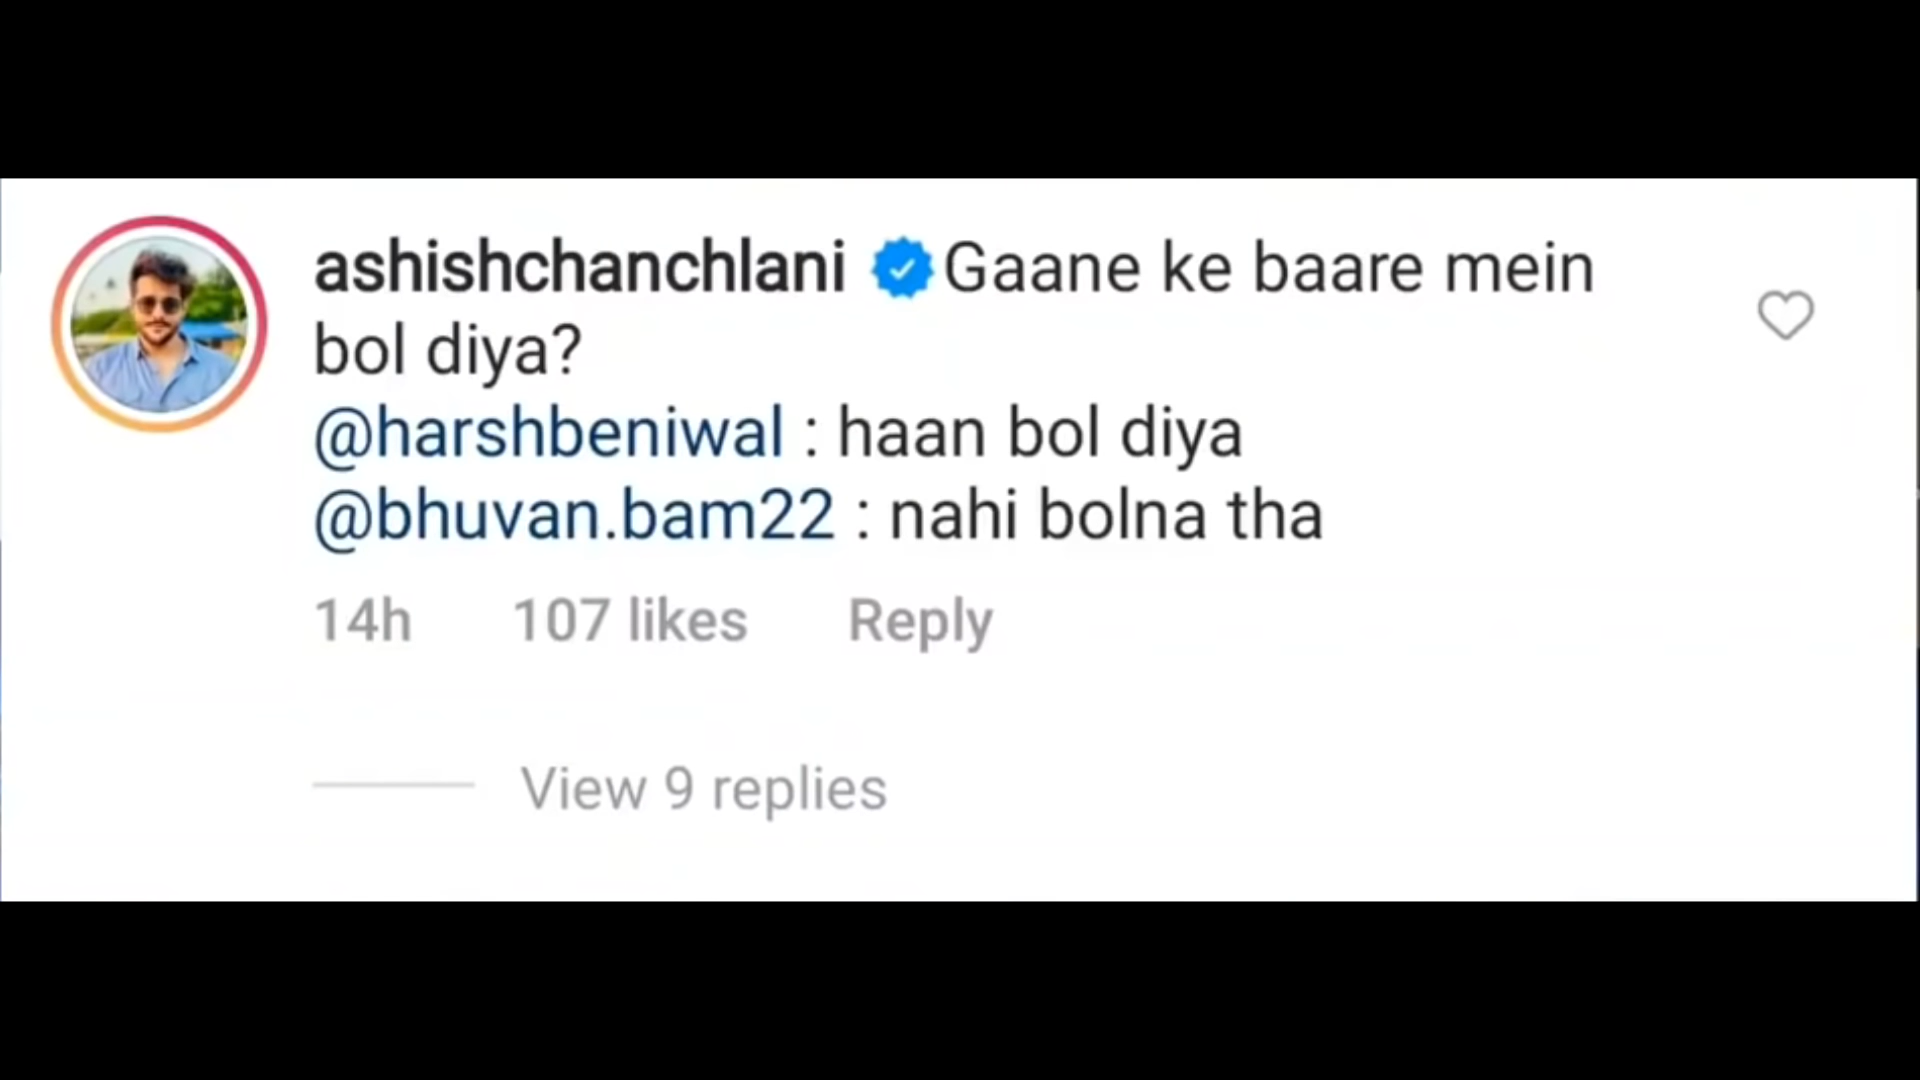 ashishchanchlani Gaane ke baare mein
bol diya?
@harshbeniwal : haan bol diya
@bhuvan.bam22 : nahi bolna tha
14h 107 likes Reply
View 9 replies